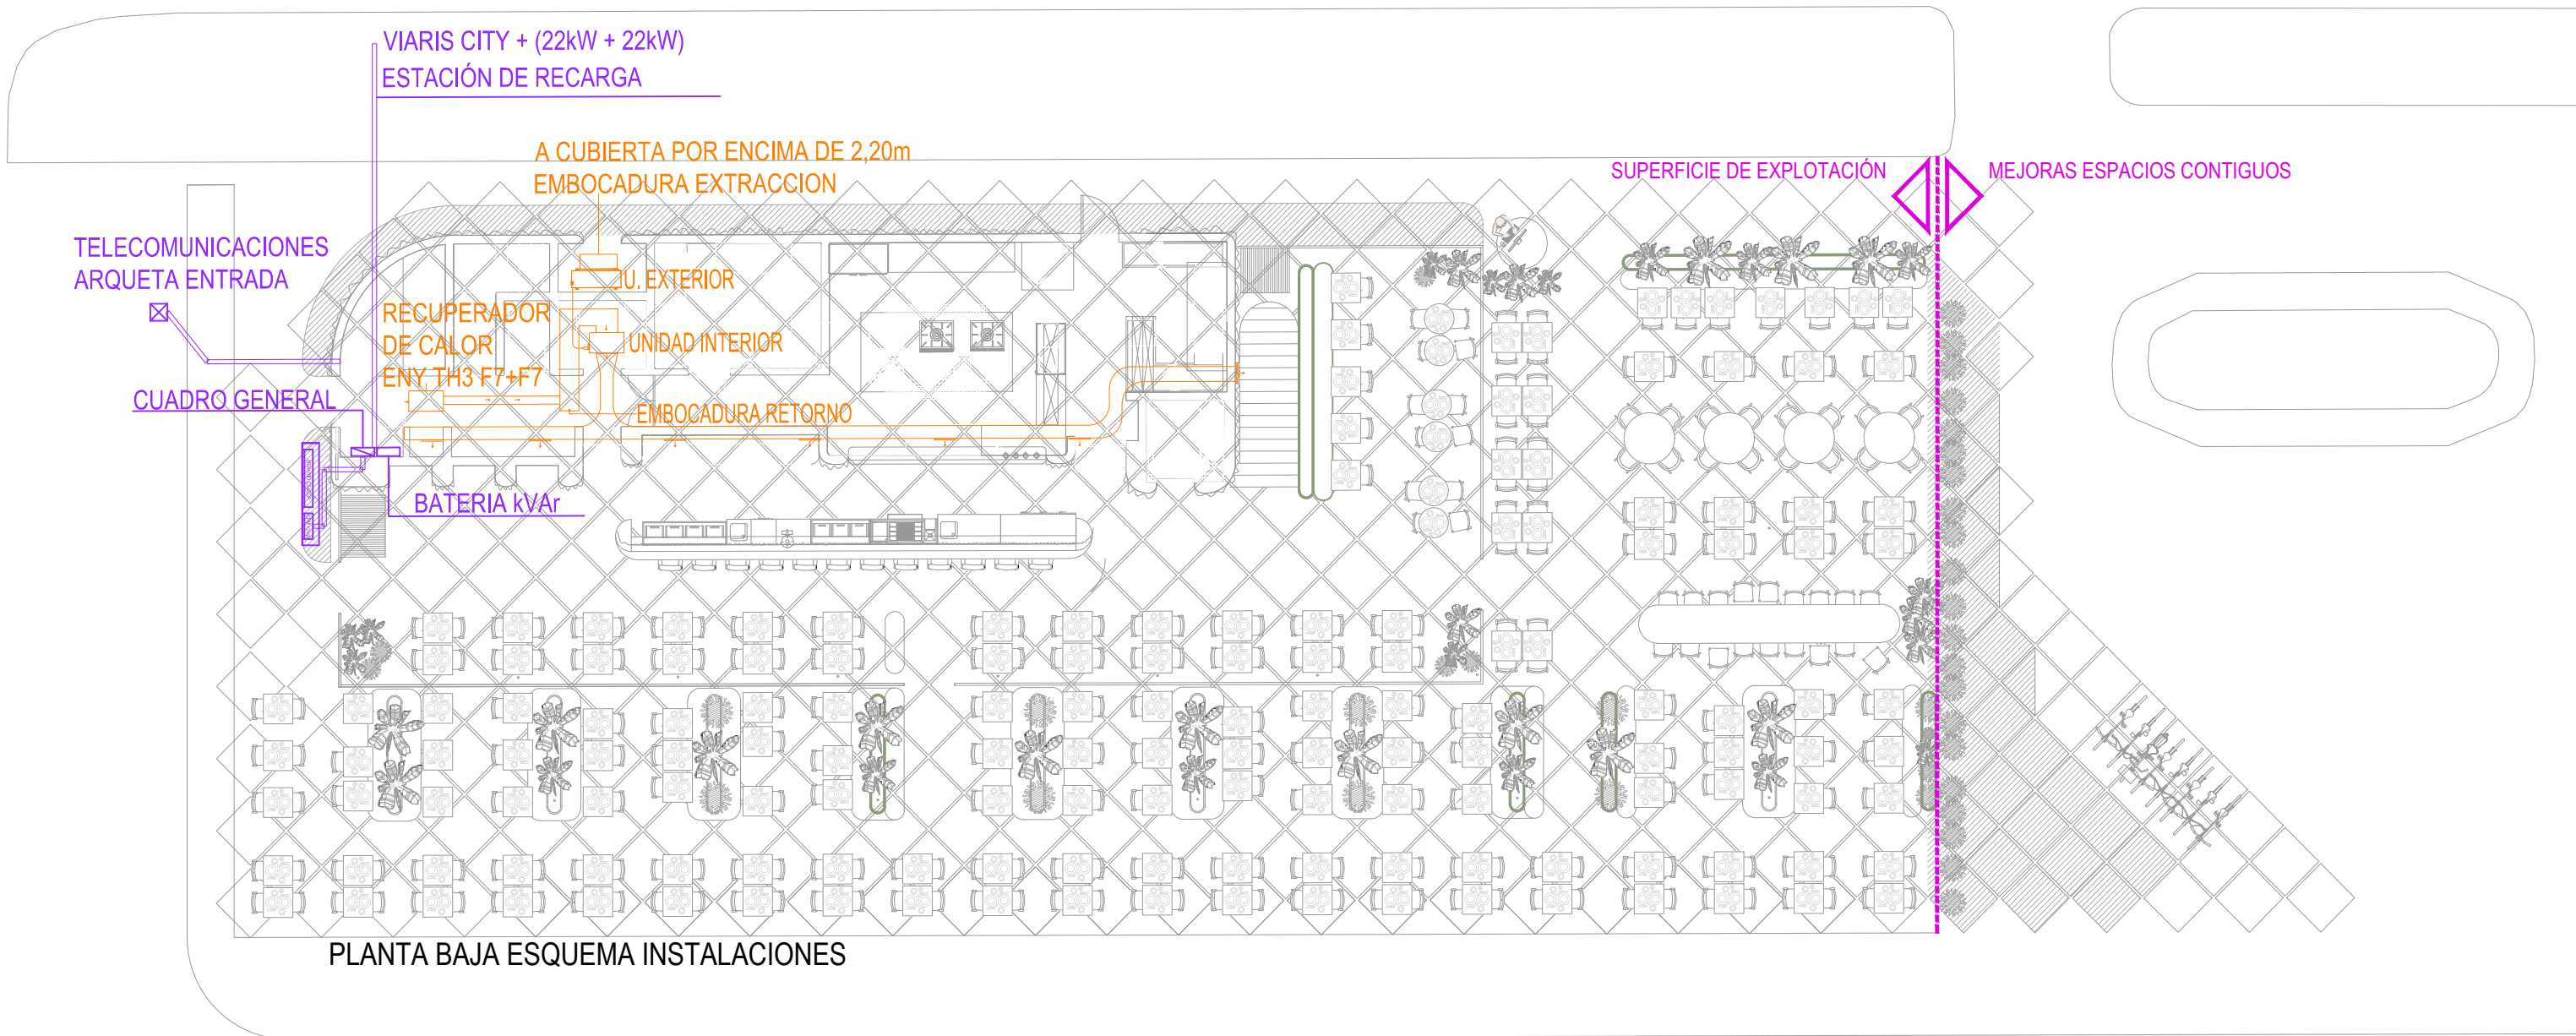 VIARIS CITY + (22kW + 22kW)
ESTACIÓN DE RECARGA
A CUBIERTA POR ENCIMA DE 2,20m
EMBOCADURA EXTRACCION
SUPERFICIE DE EXPLOTACIÓN
MEJORAS ESPACIOS CONTIGUOS
TELECOMUNICACIONES
ARQUETA ENTRADA
U. EXTERIOR
RECUPERADOR
DE CALOR
ENY, TH3 F7+F7
UNIDAD INTERIOR
CUADRO GENERAL
EMBOCADURA RETORNO
BATERIA kVAr
PLANTA BAJA ESQUEMA INSTALACIONES